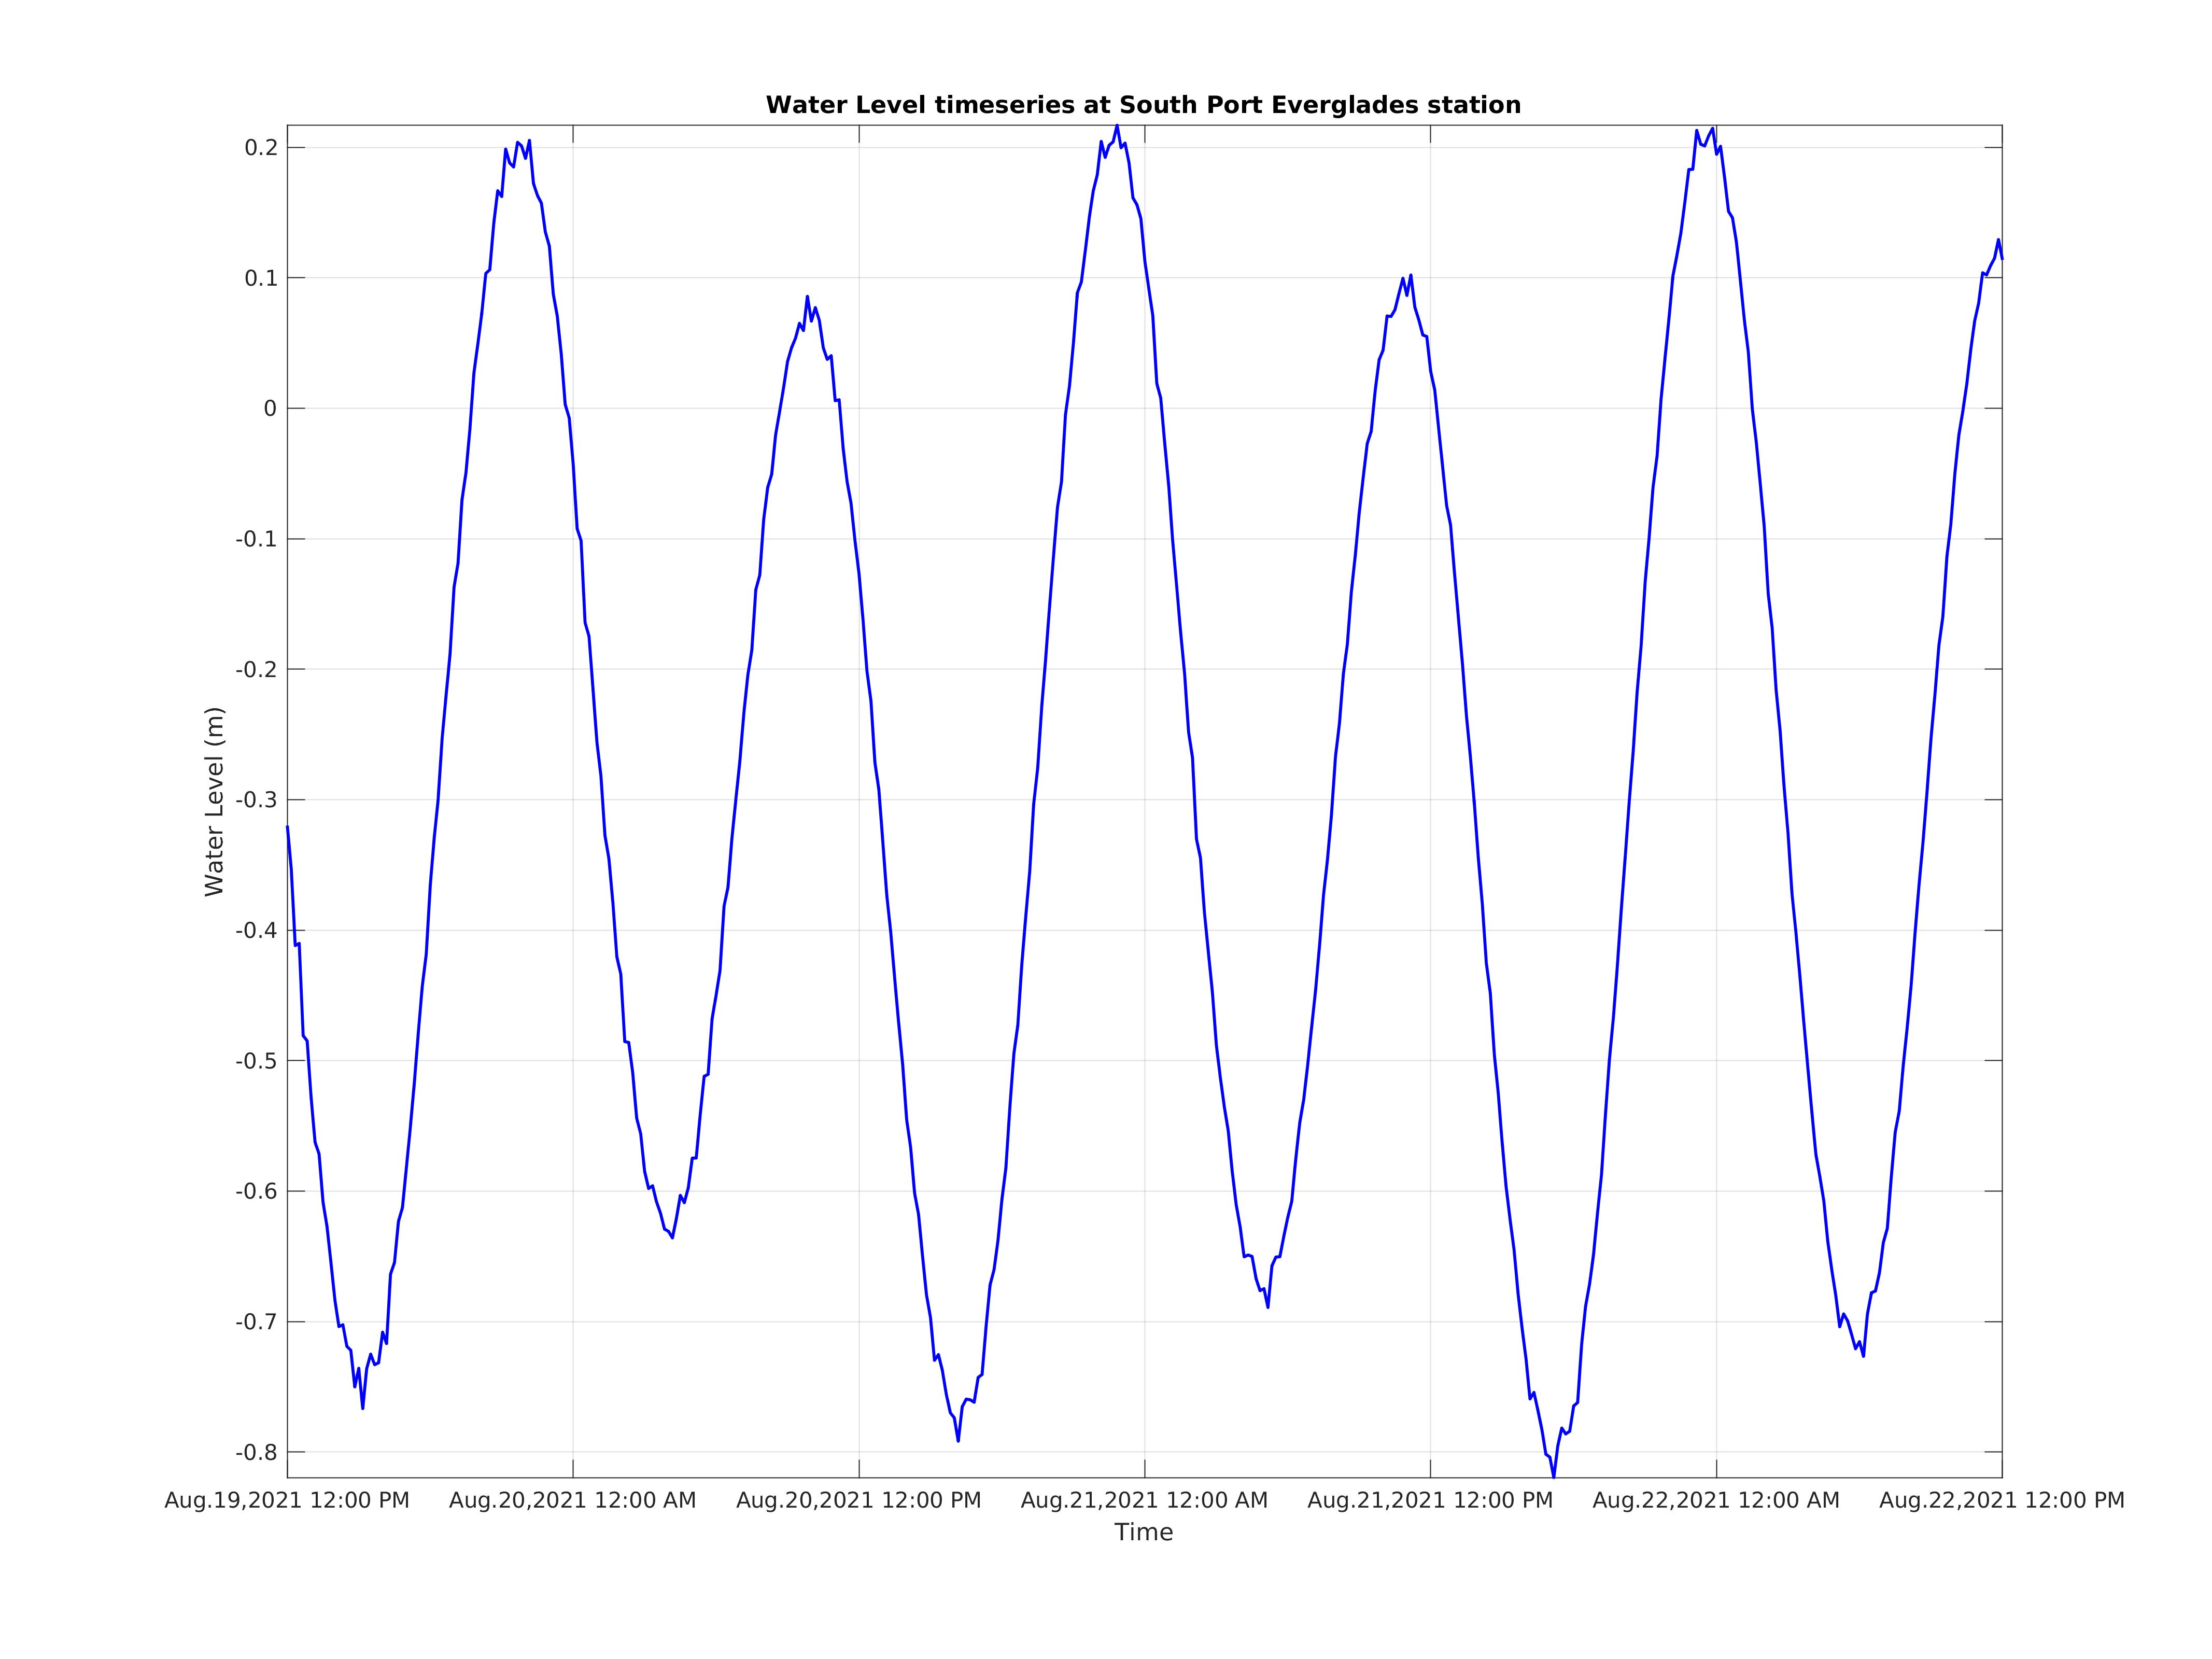 Water Level timeseries at South Port Everglades station
0.2
0.1
0
-0.1
-0.2
-0.3
-0.4
-0.5
-0.6
-0.7
-0.8
Water Level (m)
Aug.19,2021 12:00 PM Aug.20,2021 12:00 AM Aug.20,2021 12:00 PM Aug.21,2021 12:00 AM Aug.21,2021 12:00 PM Aug.22,2021 12:00 AM Aug.22,2021 12:00 PM
Time